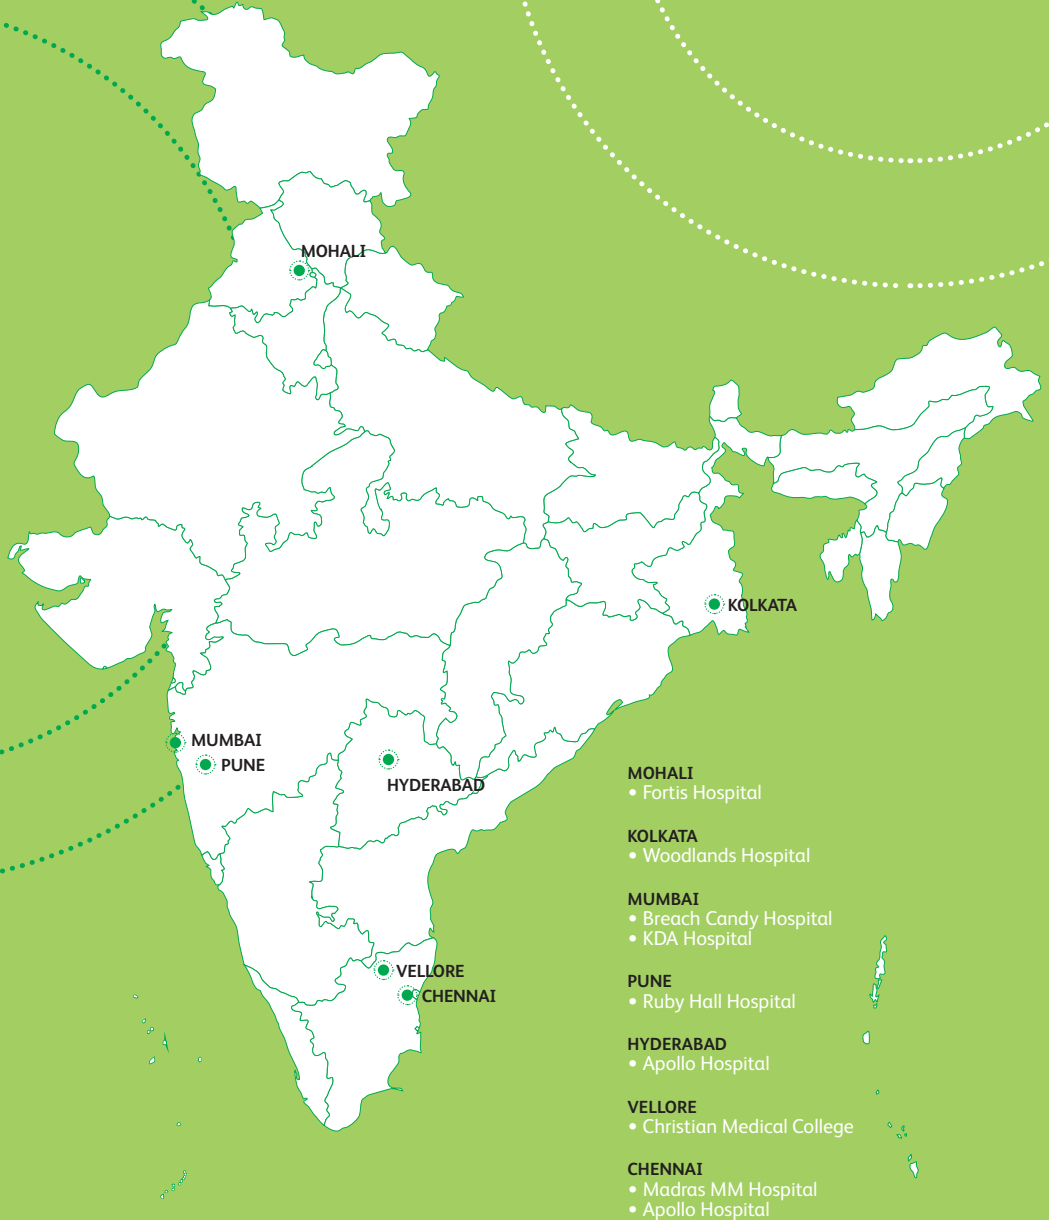 MOHALI
KOLKATA
MUMBAI
PUNE
HYDERABAD
VELLORE
CHENNAI
MOHALI
• Fortis Hospital
KOLKATA
• Woodlands Hospital
MUMBAI
• Breach Candy Hospital
• KDA Hospital
PUNE
• Ruby Hall Hospital
HYDERABAD
• Apollo Hospital
VELLORE
• Christian Medical College
CHENNAI
• Madras MM Hospital
• Apollo Hospital